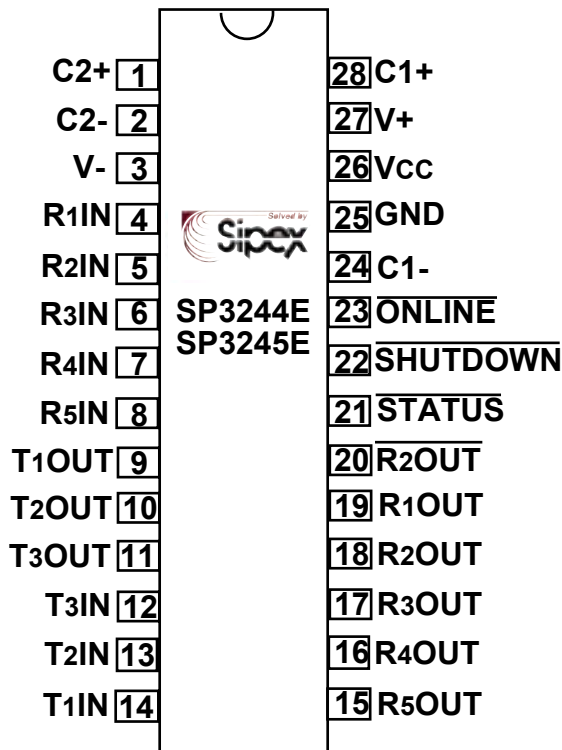 C2+ 1
C2- 2
V- 3
R1IN 4
R2IN 5
R3IN 6
R4IN 7
R5IN 8
T1OUT 9
T2OUT 10
T3OUT 11
T3IN 12
T2IN 13
T1IN 14
Solved by
Sipex
SP3244E
SP3245E
28 C1+
27 V+
26 VCC
25 GND
24 C1-
23 ONLINE
22 SHUTDOWN
21 STATUS
20 R2OUT
19 R1OUT
18 R2OUT
17 R3OUT
16 R4OUT
15 R5OUT